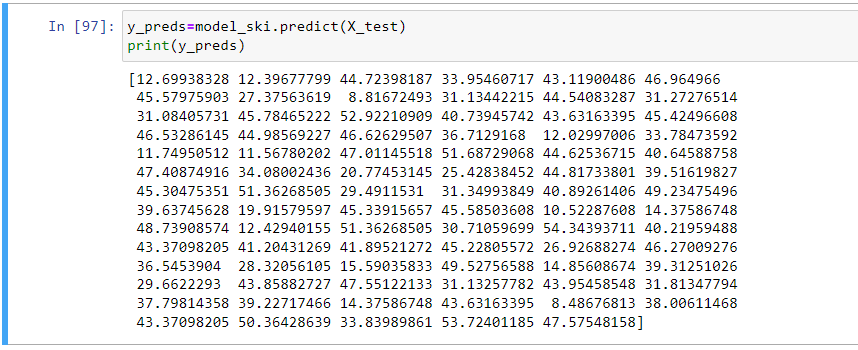 In [97]: y_preds=model_ski.predict(X_test)
print(y_preds)
[12.69938328 12.39677799 44.72398187 33.95460717 43.11900486 46.964966
45.57975903 27.37563619  8.81672493 31.13442215 44.54083287 31.27276514
31.08405731 45.78465222 52.92210909 40.73945742 43.63163395 45.42496608
46.53286145 44.98569227 46.62629507 36.7129168  12.02997006 33.78473592
11.74950512 11.56780202 47.01145518 51.68729068 44.62536715 40.64588758
47.40874916 34.08002436 20.77453145 25.42838452 44.81733801 39.51619827
45.30475351 51.36268505 29.4911531  31.34993849 40.89261406 49.23475496
39.63745628 19.91579597 45.33915657 45.58503608 10.52287608 14.37586748
48.73908574 12.42940155 51.36268505 30.71059699 54.34393711 40.21959488
43.37098205 41.20431269 41.89521272 45.22805572 26.92688274 46.27009276
36.5453904  28.32056105 15.59035833 49.52756588 14.85608674 39.31251026
29.6622293  43.85882727 47.55122133 31.13257782 43.95458548 31.81347794
37.79814358 39.22717466 14.37586748 43.63163395  8.48676813 38.00611468
43.37098205 50.36428639 33.83989861 53.72401185 47.57548158]